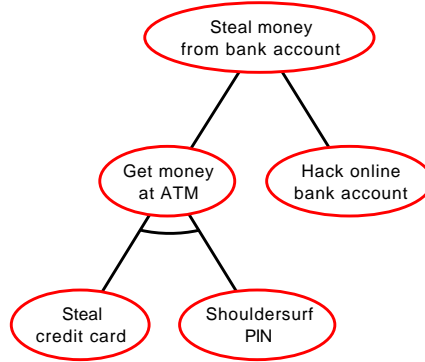 Steal money
from bank account
Get money
at ATM
Hack online
bank account
Steal
credit card
Shouldersurf
PIN